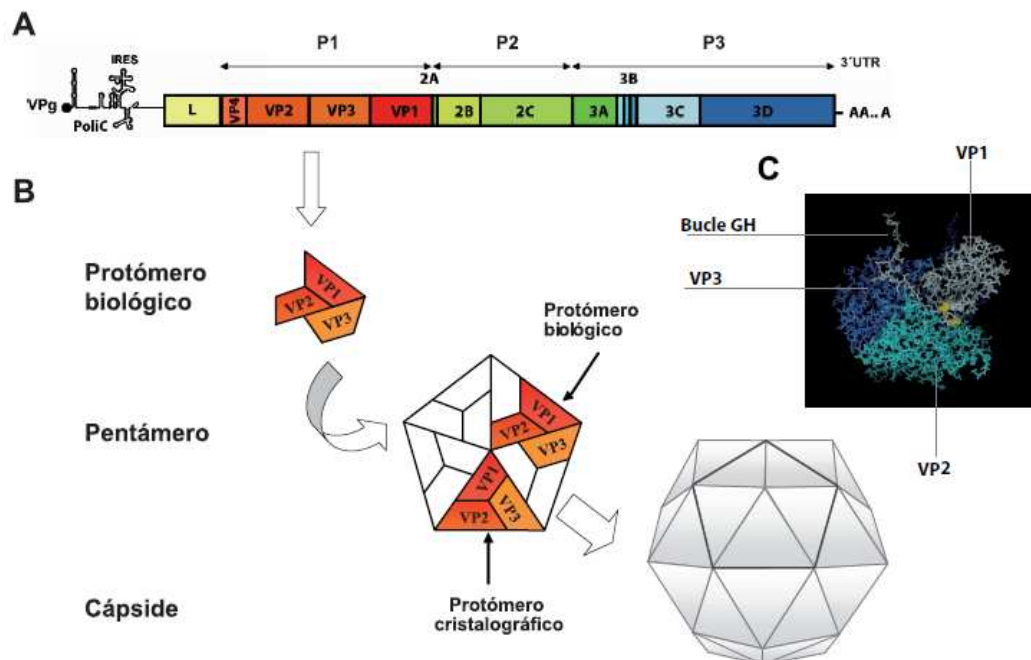 A
P1
P2
P3
IRES
2A
3B
3´UTR
VPg
PoliC
L
VP4
VP2
VP3
VP1
2B
2C
3A
3C
3D
AA.. A
B
C
VP1
Bucle GH
VP3
VP2
Protómero
biológico
VP1
VP2
VP3
Protómero
biológico
Pentámero
VP1
VP2
VP3
VP1
VP2
VP3
Cápside
Protómero
cristalográfico